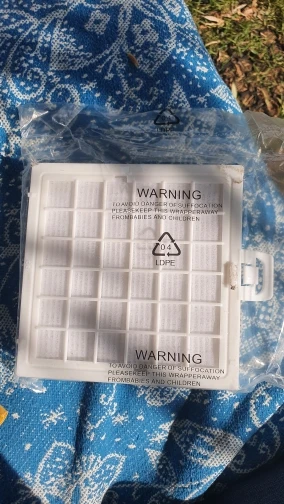 WARNING
TO AVOID DANGER OF SUFFOCATION
PLEASEKEEP THIS WRAPPERAWAY
FROMBABIES AND CHILDREN
04
LDPE
WARNING
TO AVOID DANGER OF SUFFOCATION
PLEASEKEEP THIS WRAPPERAWAY
FROMBABIES AND CHILDREN